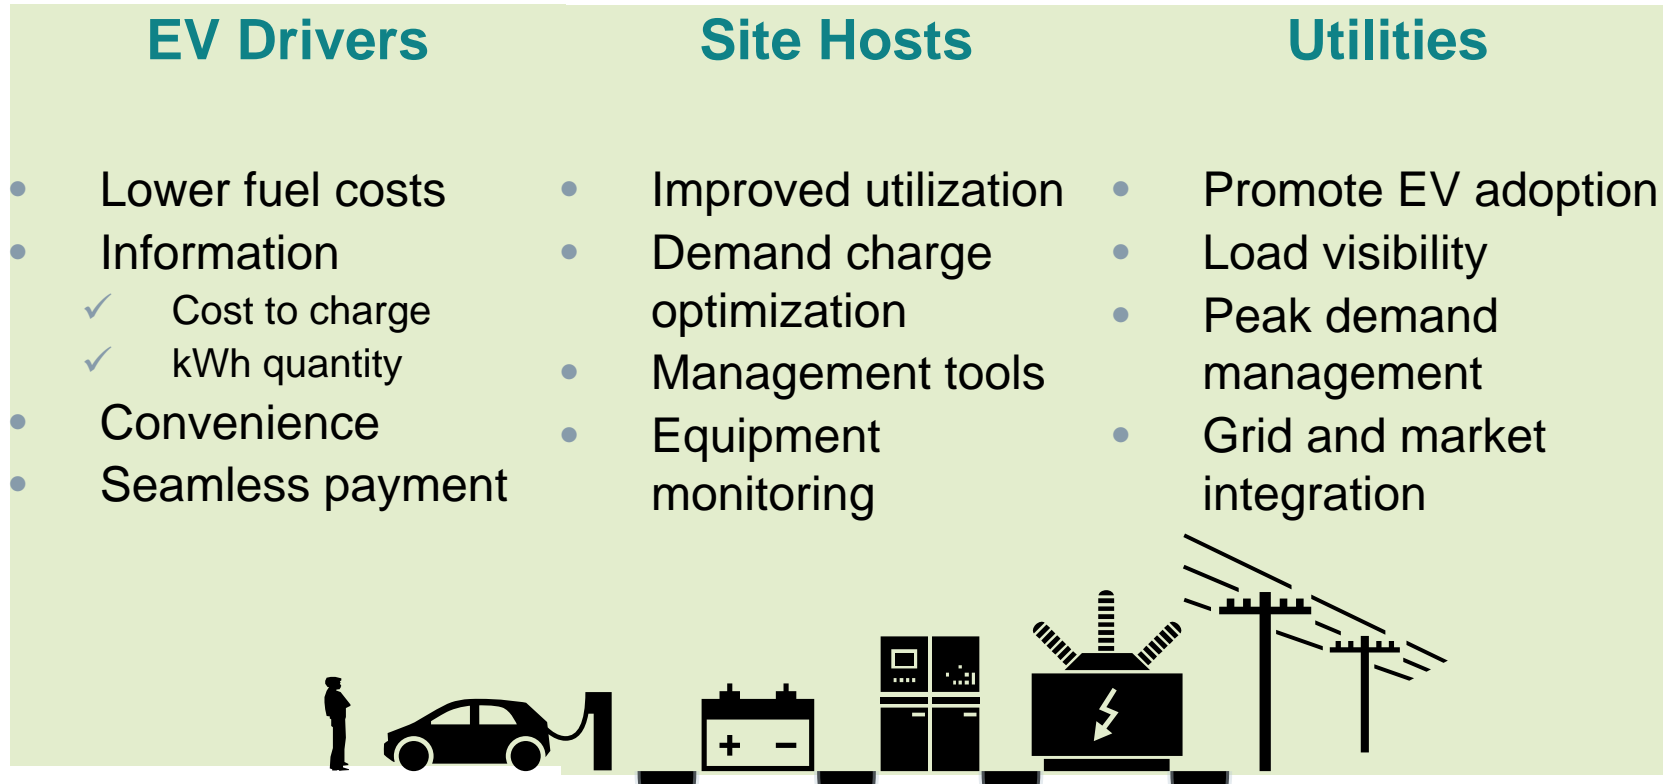 EV Drivers
Lower fuel costs
Information
Cost to charge
kWh quantity
Convenience
Seamless payment
Site Hosts
Improved utilization
Demand charge
optimization
Management tools
Equipment
monitoring
Utilities
Promote EV adoption
Load visibility
Peak demand
management
Grid and market
integration